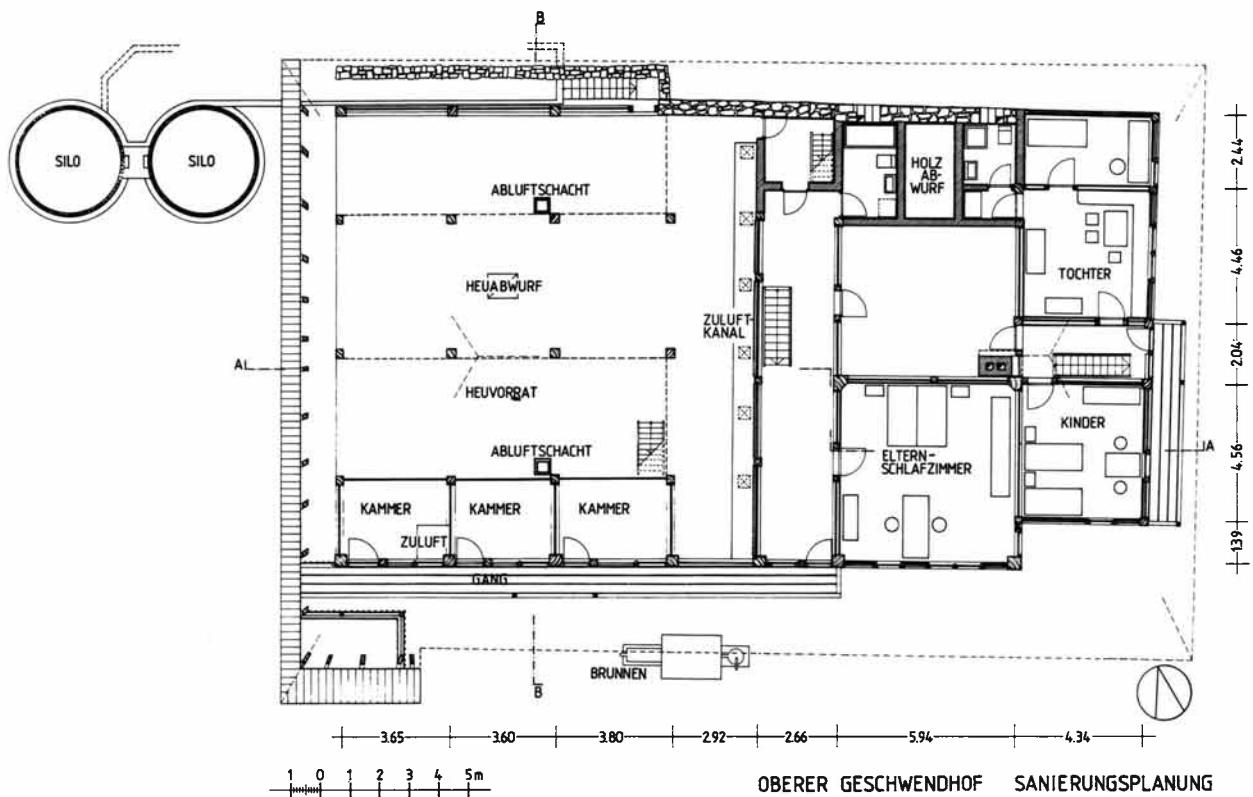 B
SILO
SILO
ABLUFTSCHACHT
HOLZ
AB-
WURF
2.44
HEUABWURF
TOCHTER
4.46
ZULUFT-
KANAL
A
2.04
HEUVORRAT
KINDER
ABLUFTSCHACHT
ELTERN-
SCHLAFZIMMER
A
4.56
KAMMER
KAMMER
KAMMER
ZULUFT
1.39
GANG
BRUNNEN
B
3.65
3.60
3.80
2.92
2.66
5.94
4.34
1 0 1 2 3 4 5m
OBERER GESCHWENDHOF SANIERUNGSPLANUNG